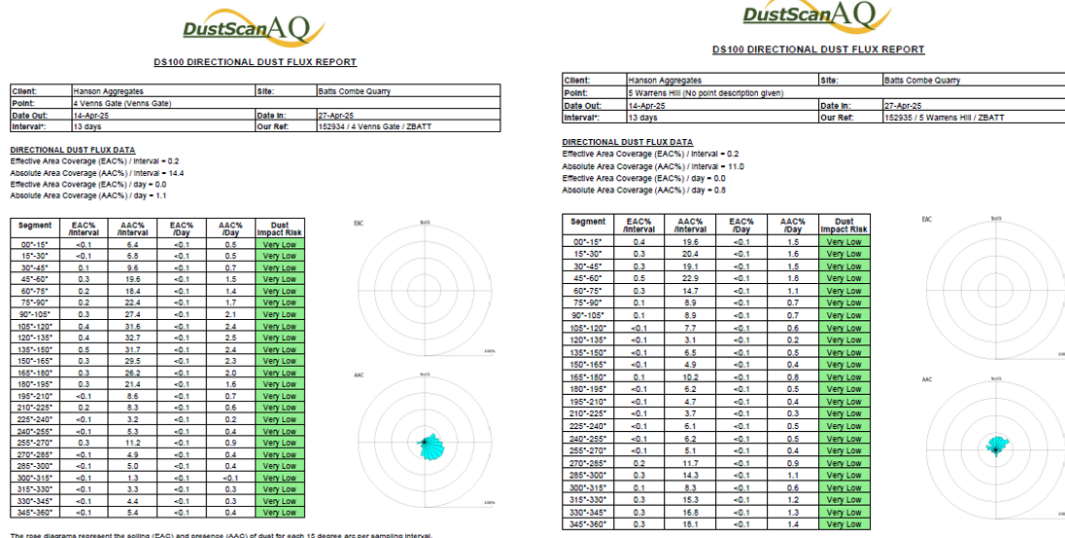 DustScanAQ
DS100 DIRECTIONAL DUST FLUX REPORT
Client: Hanson Aggregates Site: Batts Combe Quarry
Point: 4 Venns Gate (Venns Gate)
Date Out: 14-Apr-25 Date In: 27-Apr-25
Interval*: 13 days Our Ref: 152934 / 4 Venns Gate / ZBATT
DIRECTIONAL DUST FLUX DATA
Effective Area Coverage (EAC%) / Interval = 0.2
Absolute Area Coverage (AAC%) / Interval = 14.4
Effective Area Coverage (EAC%) / day = 0.0
Absolute Area Coverage (AAC%) / day = 1.1
Segment EAC% /Interval AAC% /Interval EAC% /Day AAC% /Day Dust Impact Risk
00°-15° <0.1 6.4 <0.1 0.5 Very Low
15°-30° <0.1 6.8 <0.1 0.5 Very Low
30°-45° 0.1 9.6 <0.1 0.7 Very Low
45°-60° 0.3 19.6 <0.1 1.5 Very Low
60°-75° 0.2 18.4 <0.1 1.4 Very Low
75°-90° 0.2 22.4 <0.1 1.7 Very Low
90°-105° 0.3 27.4 <0.1 2.1 Very Low
105°-120° 0.4 31.6 <0.1 2.4 Very Low
120°-135° 0.4 32.7 <0.1 2.5 Very Low
135°-150° 0.5 31.7 <0.1 2.4 Very Low
150°-165° 0.3 29.5 <0.1 2.3 Very Low
165°-180° 0.3 26.2 <0.1 2.0 Very Low
180°-195° 0.3 21.4 <0.1 1.6 Very Low
195°-210° <0.1 8.6 <0.1 0.7 Very Low
210°-225° 0.2 8.3 <0.1 0.6 Very Low
225°-240° <0.1 3.2 <0.1 0.2 Very Low
240°-255° <0.1 5.3 <0.1 0.4 Very Low
255°-270° 0.3 11.2 <0.1 0.9 Very Low
270°-285° <0.1 4.9 <0.1 0.4 Very Low
285°-300° <0.1 5.0 <0.1 0.4 Very Low
300°-315° <0.1 1.3 <0.1 <0.1 Very Low
315°-330° <0.1 3.3 <0.1 0.3 Very Low
330°-345° <0.1 4.4 <0.1 0.3 Very Low
345°-360° <0.1 5.4 <0.1 0.4 Very Low
EAC North
100%
AAC North
100%
The rose diagrams represent the soiling (EAC) and presence (AAC) of dust for each 15 degree arc per sampling interval.
DustScanAQ
DS100 DIRECTIONAL DUST FLUX REPORT
Client: Hanson Aggregates Site: Batts Combe Quarry
Point: 5 Warrens Hill (No point description given)
Date Out: 14-Apr-25 Date In: 27-Apr-25
Interval*: 13 days Our Ref: 152935 / 5 Warrens Hill / ZBATT
DIRECTIONAL DUST FLUX DATA
Effective Area Coverage (EAC%) / Interval = 0.2
Absolute Area Coverage (AAC%) / Interval = 11.0
Effective Area Coverage (EAC%) / day = 0.0
Absolute Area Coverage (AAC%) / day = 0.8
Segment EAC% /Interval AAC% /Interval EAC% /Day AAC% /Day Dust Impact Risk
00°-15° 0.4 19.6 <0.1 1.5 Very Low
15°-30° 0.3 20.4 <0.1 1.6 Very Low
30°-45° 0.3 19.1 <0.1 1.5 Very Low
45°-60° 0.5 22.9 <0.1 1.8 Very Low
60°-75° 0.3 14.7 <0.1 1.1 Very Low
75°-90° 0.1 8.9 <0.1 0.7 Very Low
90°-105° 0.1 8.9 <0.1 0.7 Very Low
105°-120° <0.1 7.7 <0.1 0.6 Very Low
120°-135° <0.1 3.1 <0.1 0.2 Very Low
135°-150° <0.1 6.5 <0.1 0.5 Very Low
150°-165° <0.1 4.9 <0.1 0.4 Very Low
165°-180° 0.1 10.2 <0.1 0.8 Very Low
180°-195° <0.1 6.2 <0.1 0.5 Very Low
195°-210° <0.1 4.7 <0.1 0.4 Very Low
210°-225° <0.1 3.7 <0.1 0.3 Very Low
225°-240° <0.1 6.1 <0.1 0.5 Very Low
240°-255° <0.1 6.2 <0.1 0.5 Very Low
255°-270° <0.1 5.1 <0.1 0.4 Very Low
270°-285° 0.2 11.7 <0.1 0.9 Very Low
285°-300° 0.3 14.3 <0.1 1.1 Very Low
300°-315° 0.1 8.3 <0.1 0.6 Very Low
315°-330° 0.3 15.3 <0.1 1.2 Very Low
330°-345° 0.3 16.8 <0.1 1.3 Very Low
345°-360° 0.3 18.1 <0.1 1.4 Very Low
EAC North
AAC North